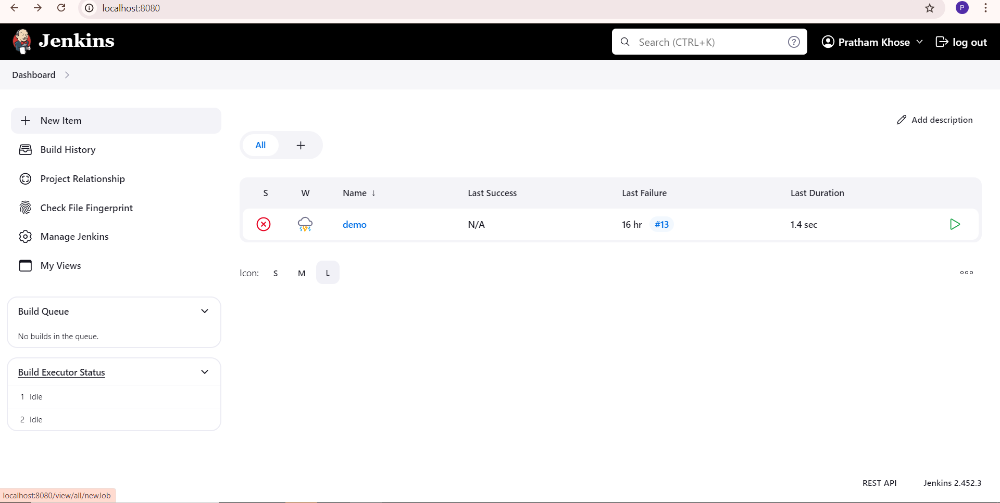 localhost:8080
P
Jenkins
Search (CTRL+K)
?
Pratham Khose
log out
Dashboard
New Item
Build History
Project Relationship
Check File Fingerprint
Manage Jenkins
My Views
Build Queue
No builds in the queue.
Build Executor Status
1 Idle
2 Idle
Add description
All +
S W Name ↓ Last Success Last Failure Last Duration
demo N/A 16 hr #13 1.4 sec
Icon: S M L
REST API Jenkins 2.452.3
localhost:8080/view/all/newJob